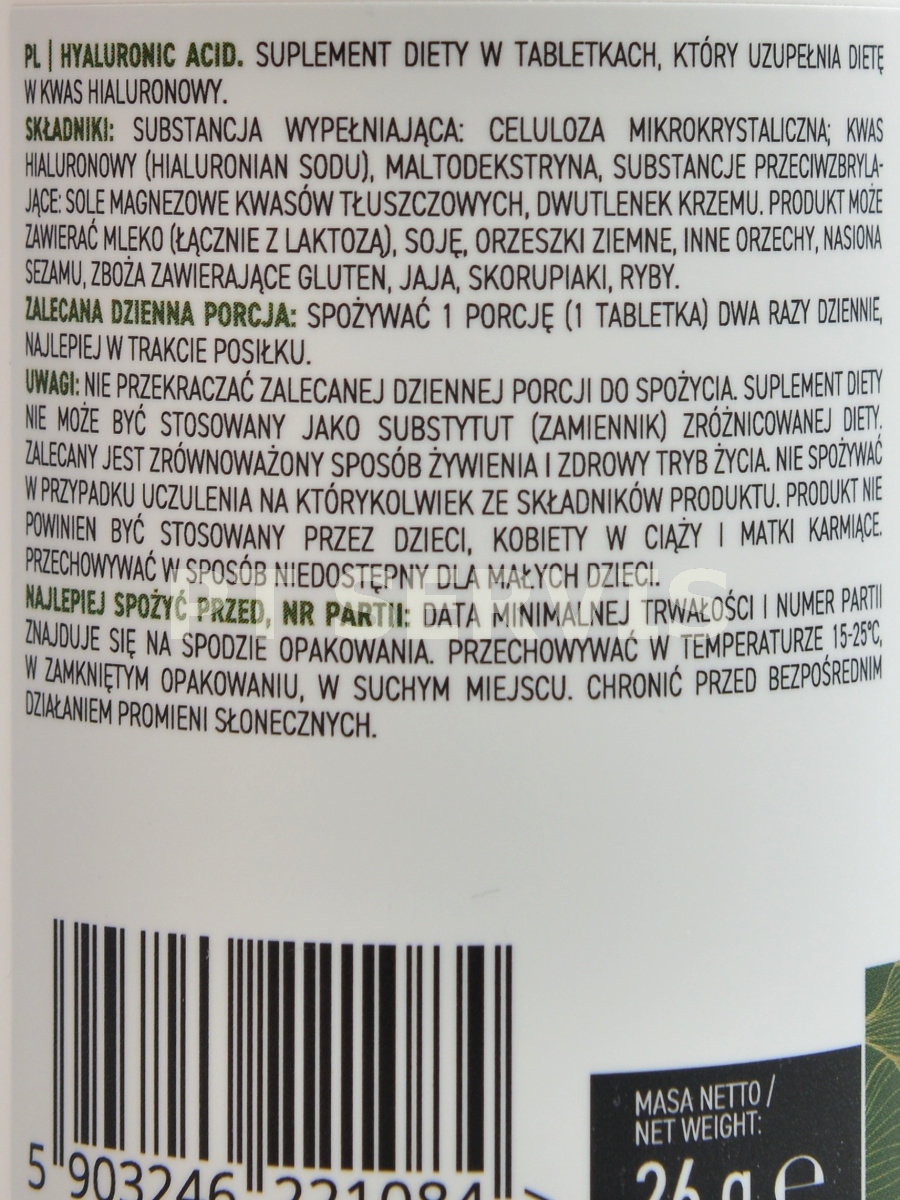 PL | HYALURONIC ACID. SUPLEMENT DIETY W TABLETKACH, KTÓRY UZUPEŁNIA DIETĘ
W KWAS HIALURONOWY.
SKŁADNIKI: SUBSTANCJA WYPEŁNIAJĄCA: CELULOZA MIKROKRYSTALICZNA; KWAS
HIALURONOWY (HIALURONIAN SODU), MALTODEKSTRYNA, SUBSTANCJE PRZECIWZBRYLA-
JĄCE: SOLE MAGNEZOWE KWASÓW TŁUSZCZOWYCH, DWUTLENEK KRZEMU. PRODUKT MOŻE
ZAWIERAĆ MLEKO (ŁĄCZNIE Z LAKTOZĄ), SOJĘ, ORZESZKI ZIEMNE, INNE ORZECHY, NASIONA
SEZAMU, ZBOŻA ZAWIERAJĄCE GLUTEN, JAJA, SKORUPIAKI, RYBY.
ZALECANA DZIENNA PORCJA: SPOŻYWAĆ 1 PORCJĘ (1 TABLETKA) DWA RAZY DZIENNIE,
NAJLEPIEJ W TRAKCIE POSIŁKU.
UWAGI: NIE PRZEKRACZAĆ ZALECANEJ DZIENNEJ PORCJI DO SPOŻYCIA. SUPLEMENT DIETY
NIE MOŻE BYĆ STOSOWANY JAKO SUBSTYTUT (ZAMIENNIK) ZRÓŻNICOWANEJ DIETY.
ZALECANY JEST ZRÓWNOWAŻONY SPOSÓB ŻYWIENIA I ZDROWY TRYB ŻYCIA. NIE SPOŻYWAĆ
W PRZYPADKU UCZULENIA NA KTÓRYKOLWIEK ZE SKŁADNIKÓW PRODUKTU. PRODUKT NIE
POWINIEN BYĆ STOSOWANY PRZEZ DZIECI, KOBIETY W CIĄŻY I MATKI KARMIĄCE.
PRZECHOWYWAĆ W SPOSÓB NIEDOSTĘPNY DLA MAŁYCH DZIECI.
PT SERVIS
NAJLEPIEJ SPOŻYĆ PRZED, NR PARTII: DATA MINIMALNEJ TRWAŁOŚCI I NUMER PARTII
ZNAJDUJE SIĘ NA SPODZIE OPAKOWANIA. PRZECHOWYWAĆ W TEMPERATURZE 15-25°C,
W ZAMKNIĘTYM OPAKOWANIU, W SUCHYM MIEJSCU. CHRONIĆ PRZED BEZPOŚREDNIM
DZIAŁANIEM PROMIENI SŁONECZNYCH.
MASA NETTO /
NET WEIGHT:
26 g ℮
5 903246 221084 >